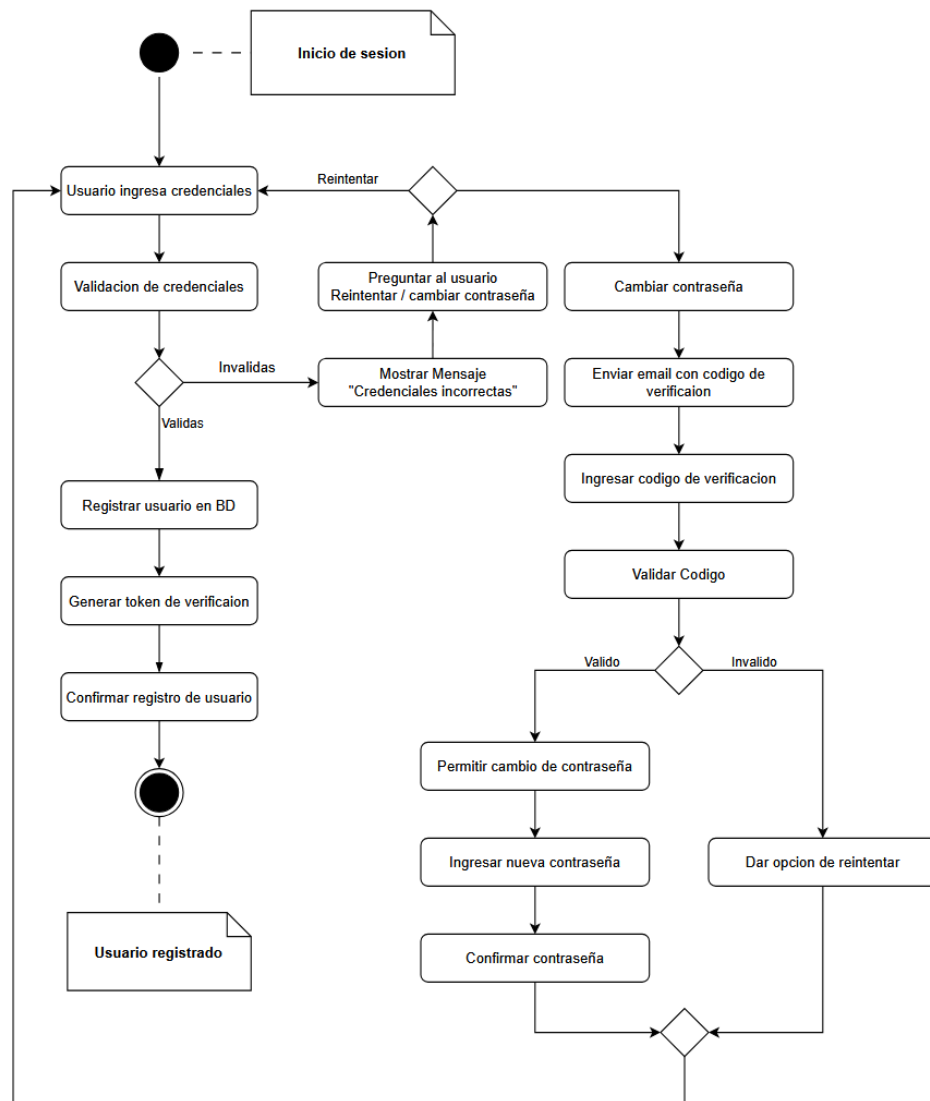 Inicio de sesion
Usuario ingresa credenciales
Reintentar
Validacion de credenciales
Preguntar al usuario
Reintentar / cambiar contraseña
Cambiar contraseña
Invalidas
Mostrar Mensaje
"Credenciales incorrectas"
Enviar email con codigo de
verificaion
Validas
Registrar usuario en BD
Ingresar codigo de verificacion
Generar token de verificaion
Validar Codigo
Valido
Invalido
Confirmar registro de usuario
Permitir cambio de contraseña
Ingresar nueva contraseña
Dar opcion de reintentar
Usuario registrado
Confirmar contraseña